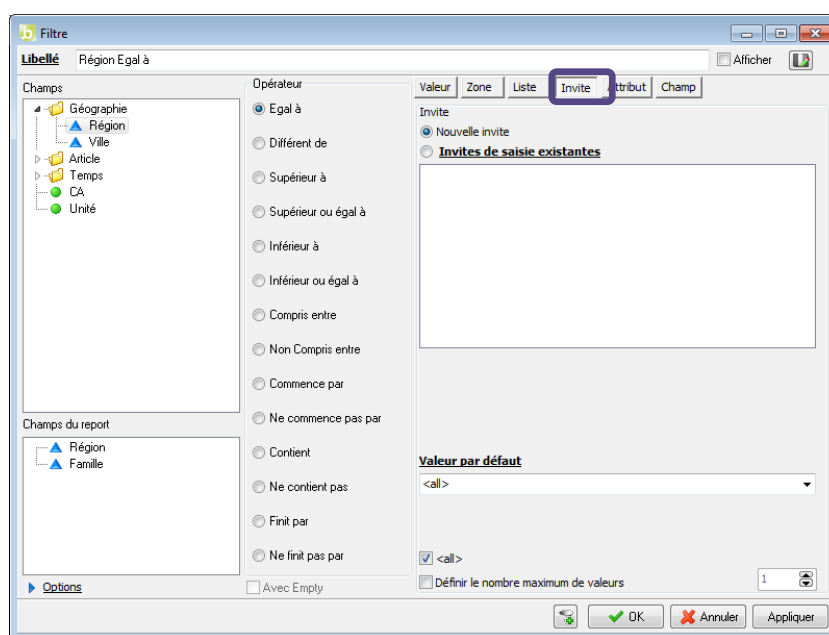 Filtre
Libellé Région Egal à Afficher
Champs
Géographie
Région
Ville
Article
Temps
CA
Unité
Champs du report
Région
Famille
Options
Opérateur
Egal à
Différent de
Supérieur à
Supérieur ou égal à
Inférieur à
Inférieur ou égal à
Compris entre
Non Compris entre
Commence par
Ne commence pas par
Contient
Ne contient pas
Finit par
Ne finit pas par
Avec Empty
Valeur Zone Liste Invite Attribut Champ
Invite
Nouvelle invite
Invites de saisie existantes
Valeur par défaut
<all>
<all>
Définir le nombre maximum de valeurs 1
OK Annuler Appliquer